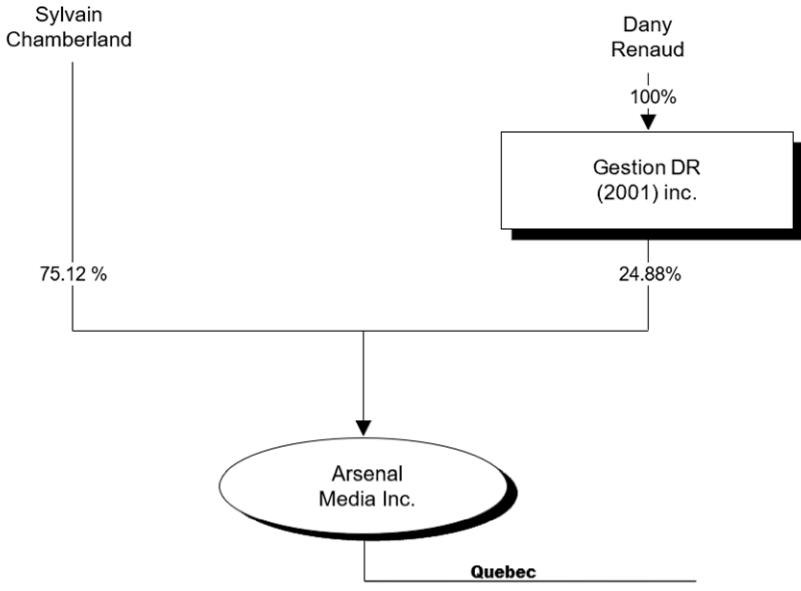 Sylvain
Chamberland
Dany
Renaud
100%
Gestion DR
(2001) inc.
75.12 %
24.88%
Arsenal
Media Inc.
Quebec